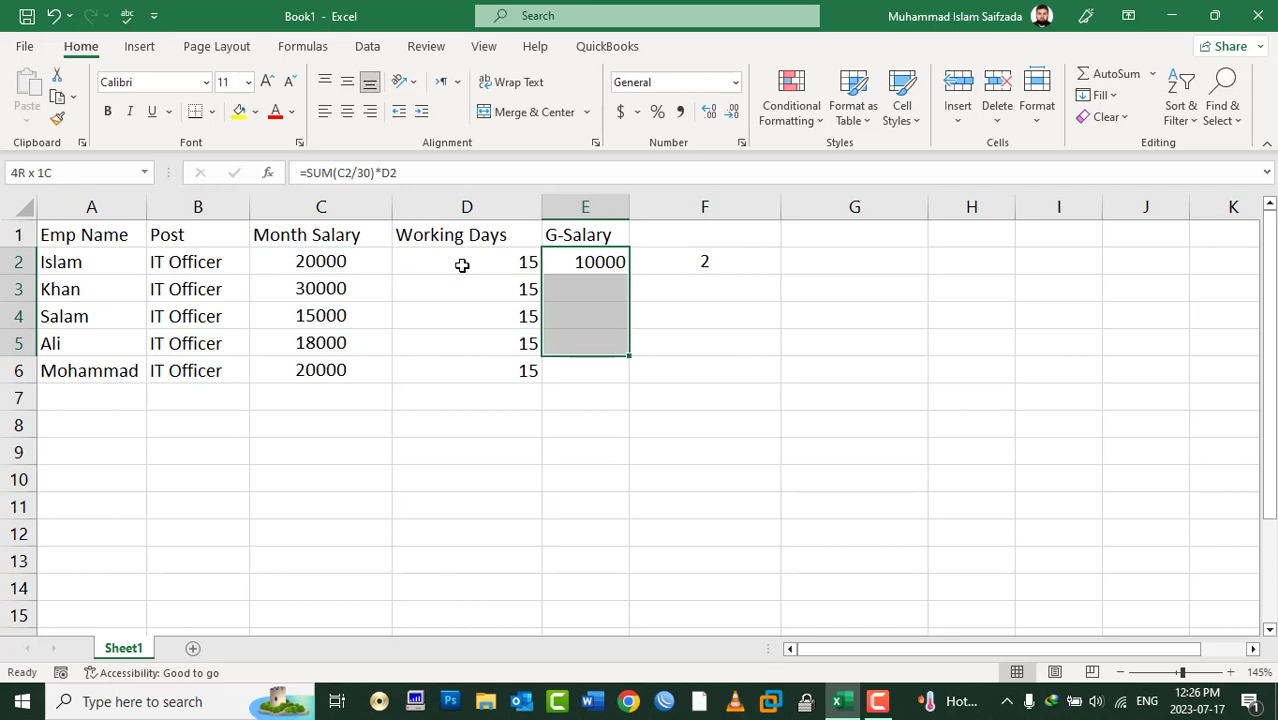 Book1 - Excel
Search
Muhammad Islam Saifzada
File Home Insert Page Layout Formulas Data Review View Help QuickBooks Share
Paste Calibri 11 Wrap Text General Conditional Formatting Format as Table Cell Styles Insert Delete Format AutoSum Sort & Filter Find & Select
B I U A Merge & Center $ % Fill Clear
Clipboard Font Alignment Number Styles Cells Editing
4R x 1C fx =SUM(C2/30)*D2
A B C D E F G H I J K
1 Emp Name Post Month Salary Working Days G-Salary
2 Islam IT Officer 20000 15 10000 2
3 Khan IT Officer 30000 15
4 Salam IT Officer 15000 15
5 Ali IT Officer 18000 15
6 Mohammad IT Officer 20000 15
7
8
9
10
11
12
13
14
15
Sheet1
Ready Accessibility: Good to go 145%
Type here to search Hot... ENG 12:26 PM
2023-07-17